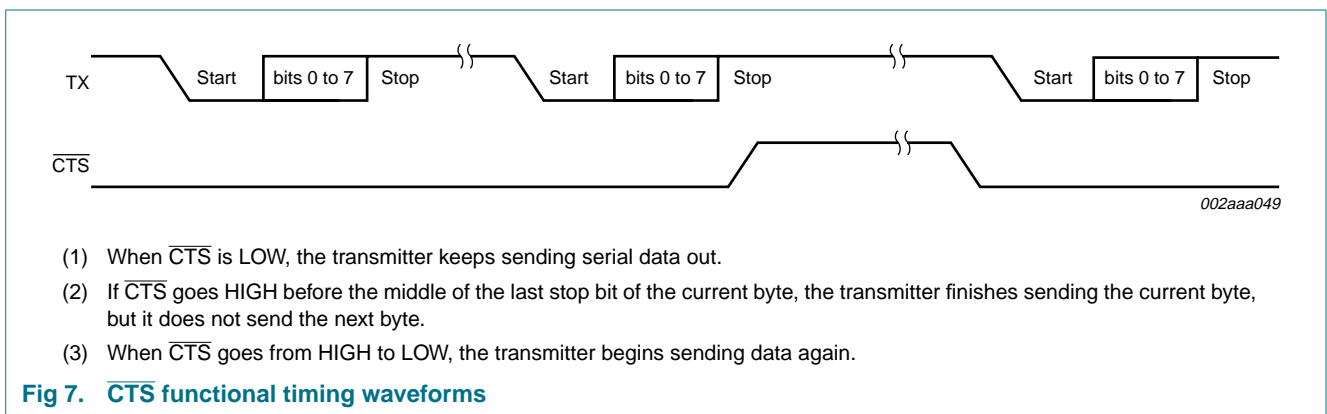 TX Start bits 0 to 7 Stop Start bits 0 to 7 Stop Start bits 0 to 7 Stop
CTS
002aaa049
(1) When CTS is LOW, the transmitter keeps sending serial data out.
(2) If CTS goes HIGH before the middle of the last stop bit of the current byte, the transmitter finishes sending the current byte,
but it does not send the next byte.
(3) When CTS goes from HIGH to LOW, the transmitter begins sending data again.
Fig 7. CTS functional timing waveforms